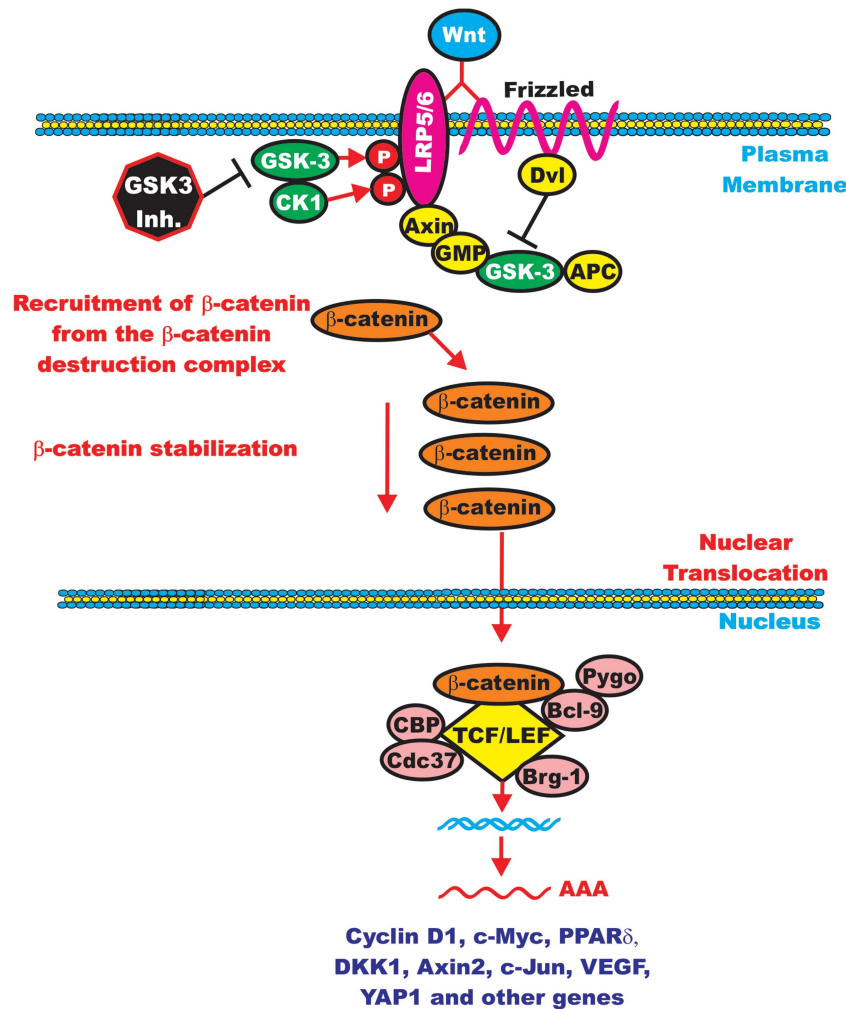 Wnt
Frizzled
LRP5/6
Plasma
Membrane
GSK3
Inh.
GSK-3
P
CK1
P
Dvl
Axin
GMP
GSK-3
APC
Recruitment of β-catenin
from the β-catenin
destruction complex
β-catenin
β-catenin
β-catenin stabilization
β-catenin
β-catenin
Nuclear
Translocation
Nucleus
β-catenin
Pygo
Bcl-9
CBP
TCF/LEF
Cdc37
Brg-1
AAA
Cyclin D1, c-Myc, PPARδ,
DKK1, Axin2, c-Jun, VEGF,
YAP1 and other genes